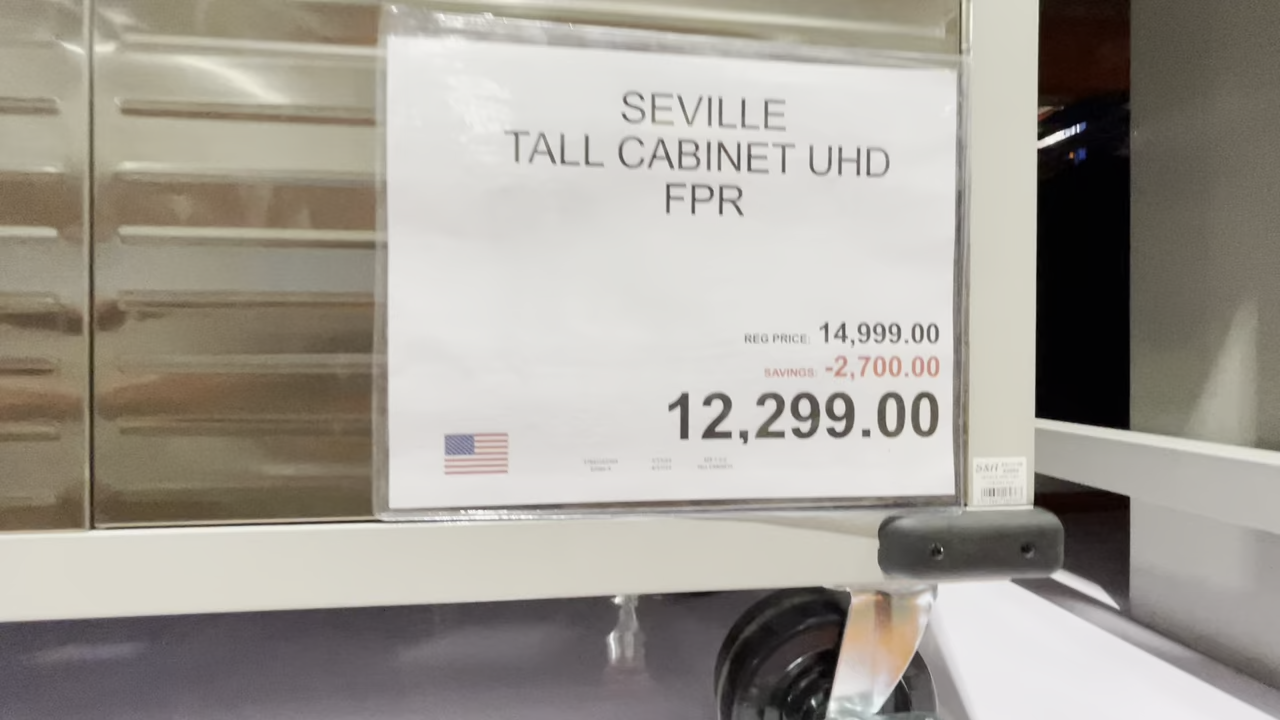 SEVILLE
TALL CABINET UHD
FPR
REG PRICE: 14,999.00
SAVINGS: -2,700.00
12,299.00
S&R